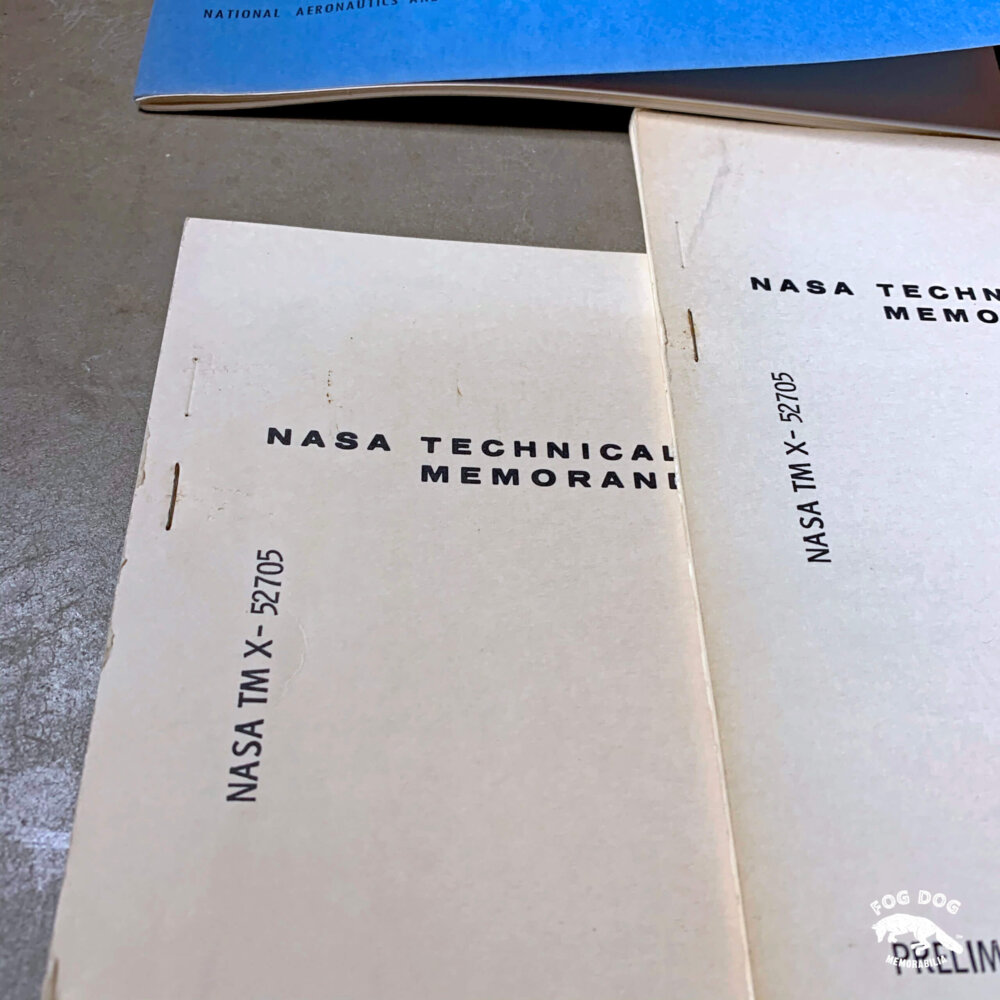 NATIONAL AERONAUTICS
NASA TECHNICAL
MEMORAN
NASA TM X- 52705
NASA TECHN
MEMO
NASA TM X- 52705
PRELIM
FOG DOG
MEMORABILIA